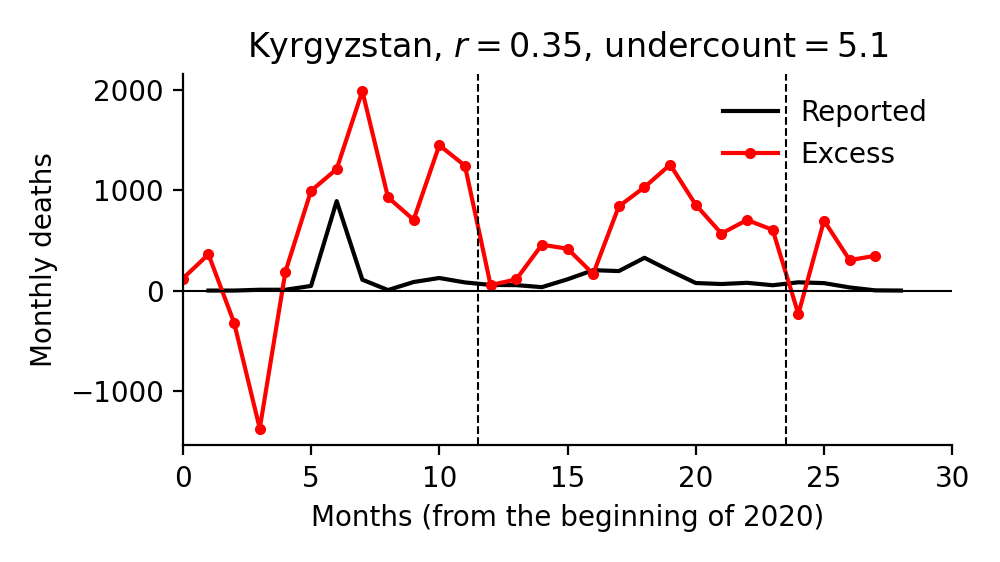 Kyrgyzstan, r = 0.35, undercount = 5.1
Reported
Excess
Monthly deaths
2000
1000
0
−1000
0 5 10 15 20 25 30
Months (from the beginning of 2020)